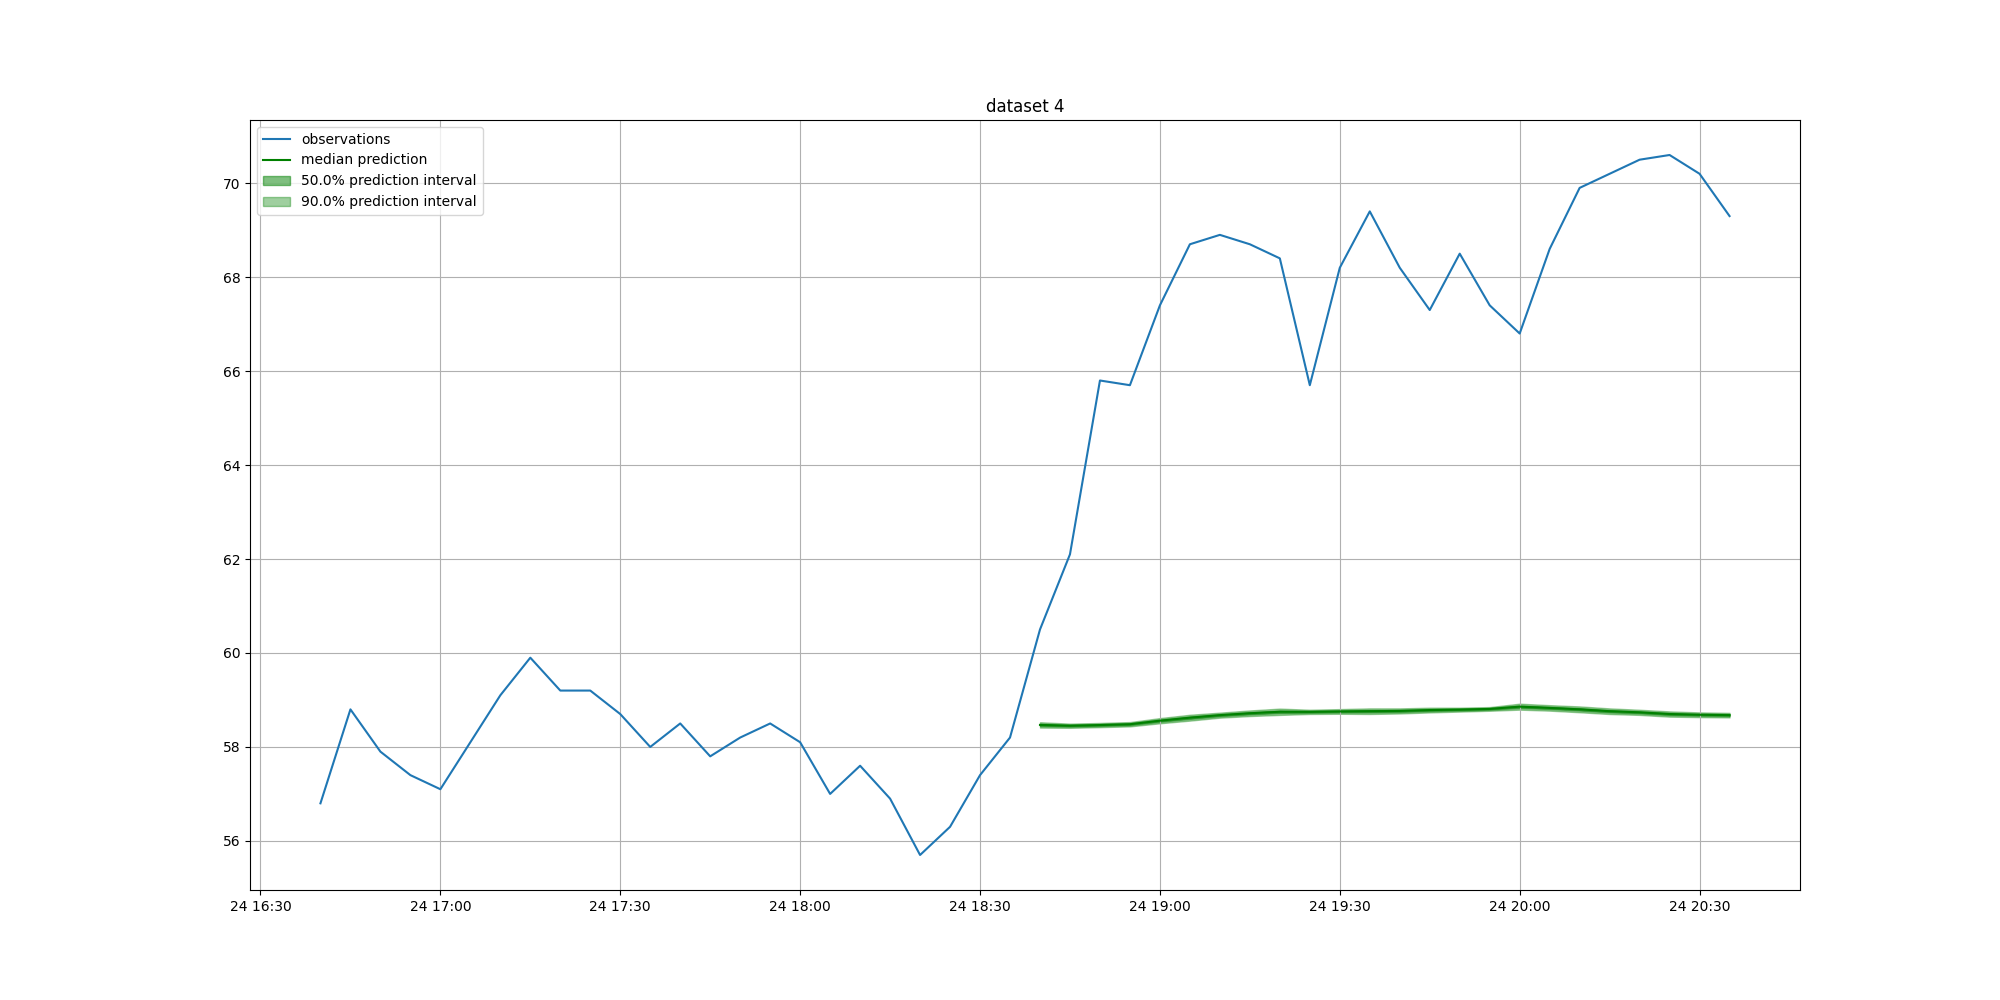 dataset 4
observations
median prediction
50.0% prediction interval
90.0% prediction interval
70
68
66
64
62
60
58
56
24 16:30 24 17:00 24 17:30 24 18:00 24 18:30 24 19:00 24 19:30 24 20:00 24 20:30